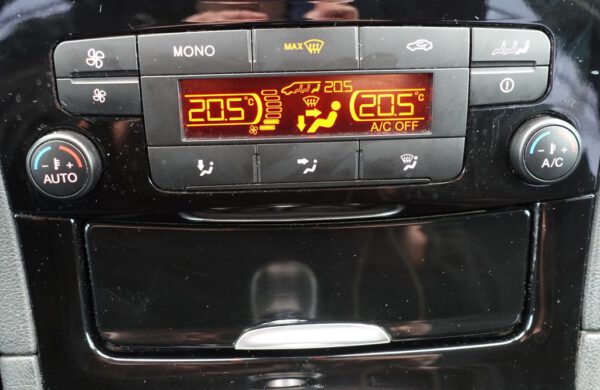 MONO MAX
20.5
20.5 °C 20.5 °C
A/C OFF
AUTO A/C